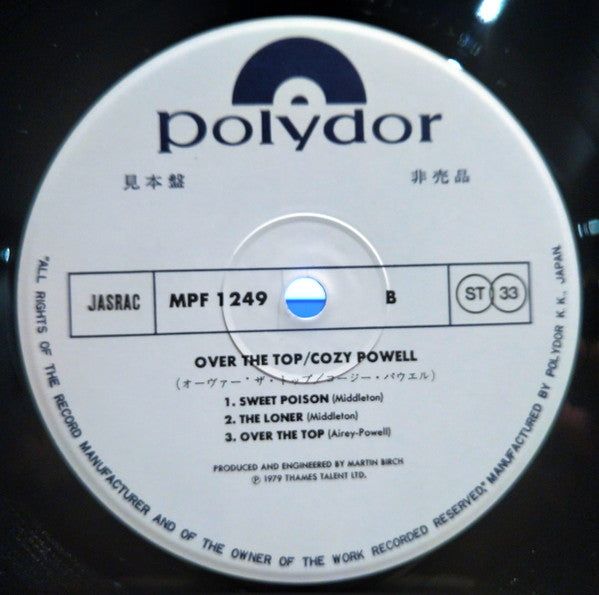 polydor
見本盤 非売品
JASRAC MPF 1249 B ST 33
OVER THE TOP/COZY POWELL
(オーヴァー・ザ・トップ/コージー・パウエル)
1. SWEET POISON (Middleton)
2. THE LONER (Middleton)
3. OVER THE TOP (Airey-Powell)
PRODUCED AND ENGINEERED BY MARTIN BIRCH
℗ 1979 THAMES TALENT LTD.
"ALL RIGHTS OF THE RECORD MANUFACTURER AND OF THE OWNER OF THE WORK RECORDED RESERVED." MANUFACTURED BY POLYDOR K.K., JAPAN.